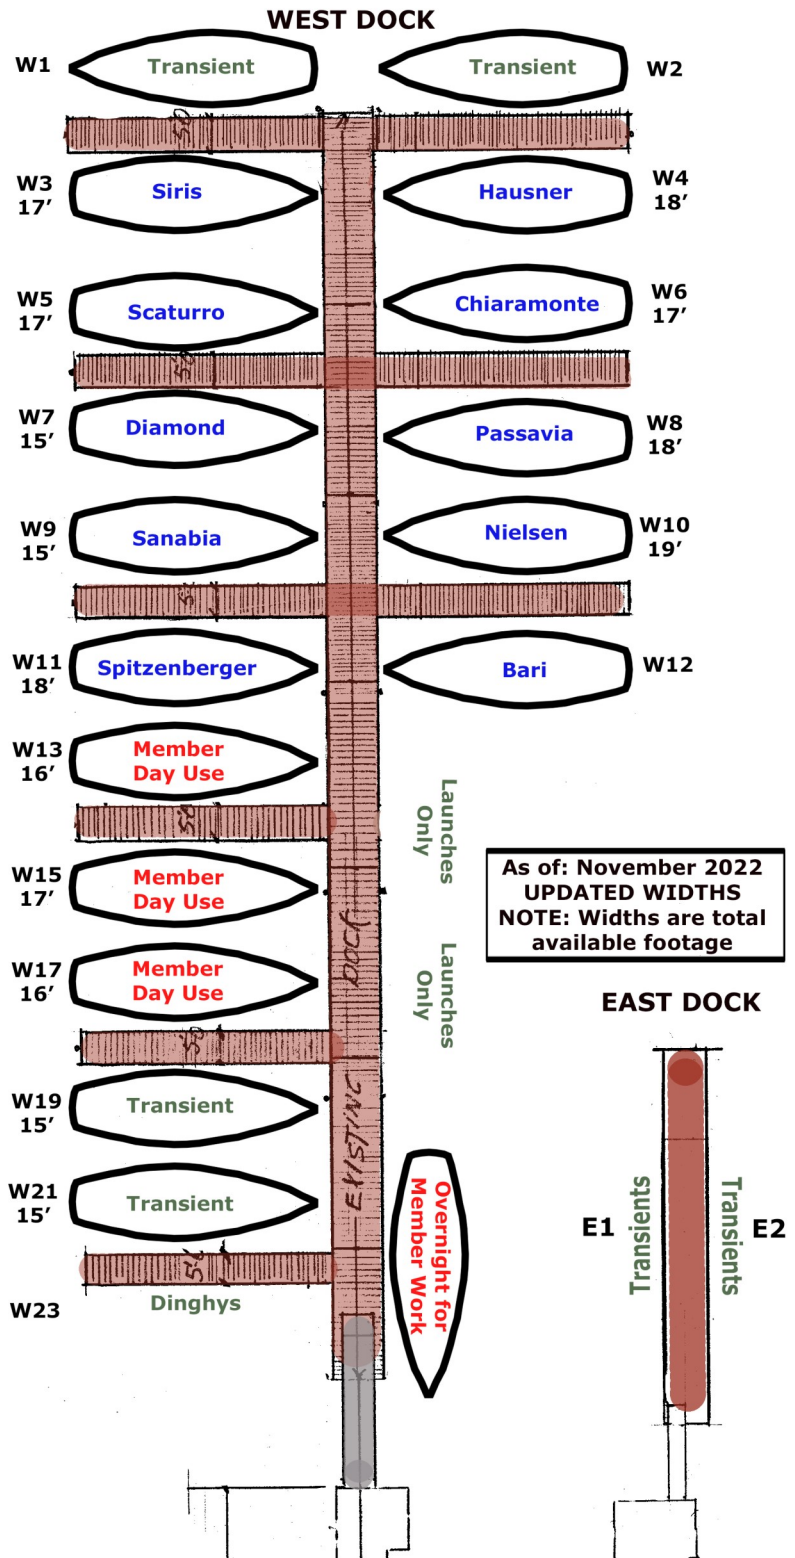 WEST DOCK
W1
Transient
Transient
W2
50
W3
17’
Siris
Hausner
W4
18’
W5
17’
Scaturro
Chiaramonte
W6
17’
50
W7
15’
Diamond
Passavia
W8
18’
W9
15’
Sanabia
Nielsen
W10
19’
W11
18’
Spitzenberger
Bari
W12
W13
16’
Member
Day Use
Launches
Only
50
W15
17’
Member
Day Use
As of: November 2022
UPDATED WIDTHS
NOTE: Widths are total
available footage
W17
16’
Member
Day Use
Launches
Only
EXISTING DOCK
EAST DOCK
50
W19
15’
Transient
W21
15’
Transient
Overnight for
Member Work
E1
Transients
Transients
E2
W23
Dinghys